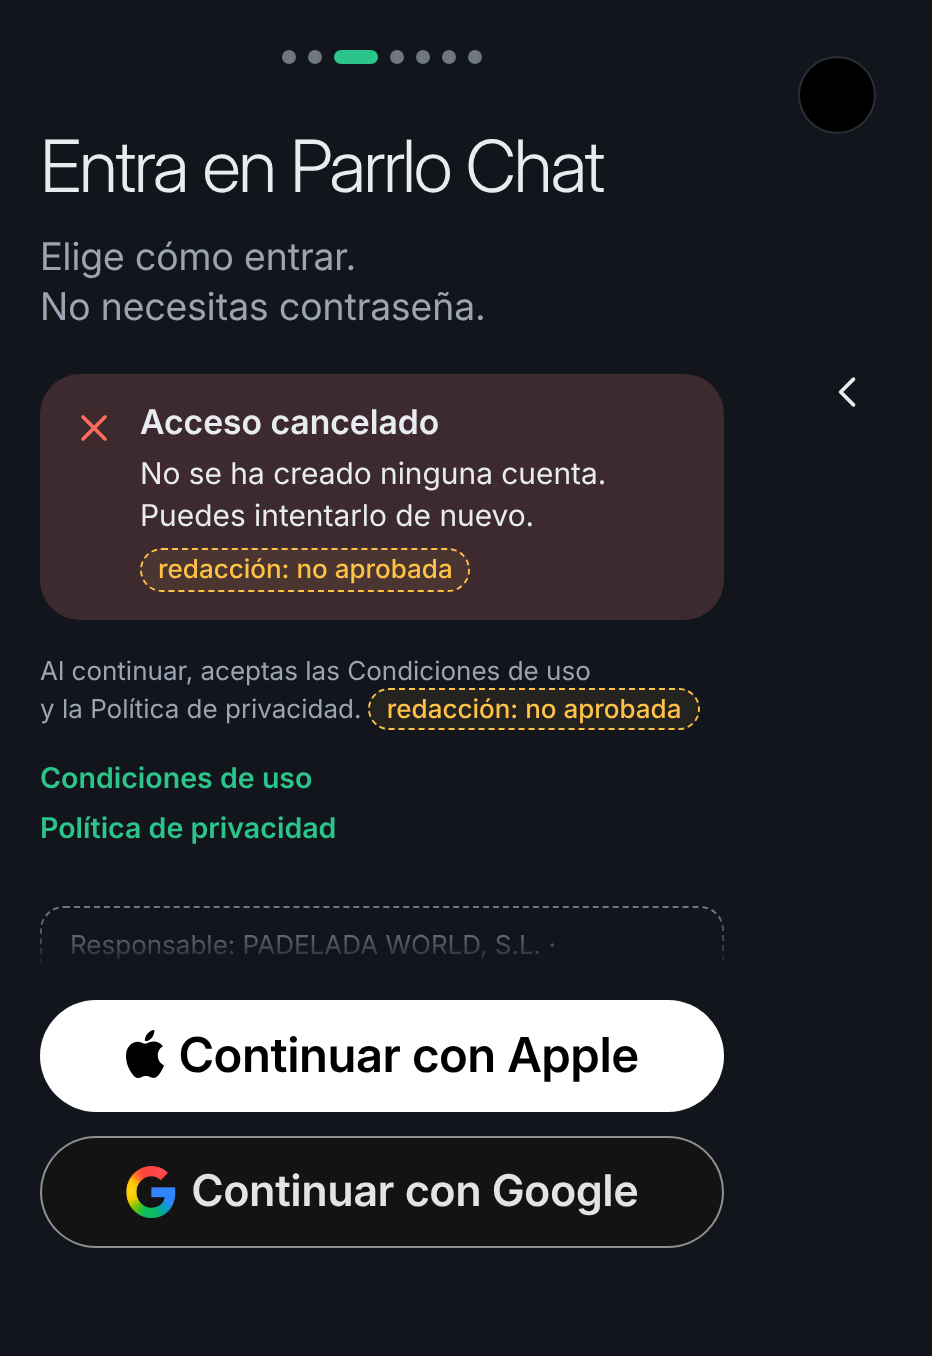 Entra en Parrlo Chat
Elige cómo entrar.
No necesitas contraseña.
Acceso cancelado
No se ha creado ninguna cuenta.
Puedes intentarlo de nuevo.
redacción: no aprobada
Al continuar, aceptas las Condiciones de uso
y la Política de privacidad. redacción: no aprobada
Condiciones de uso
Política de privacidad
Responsable: PADELADA WORLD, S.L. ·
Continuar con Apple
Continuar con Google